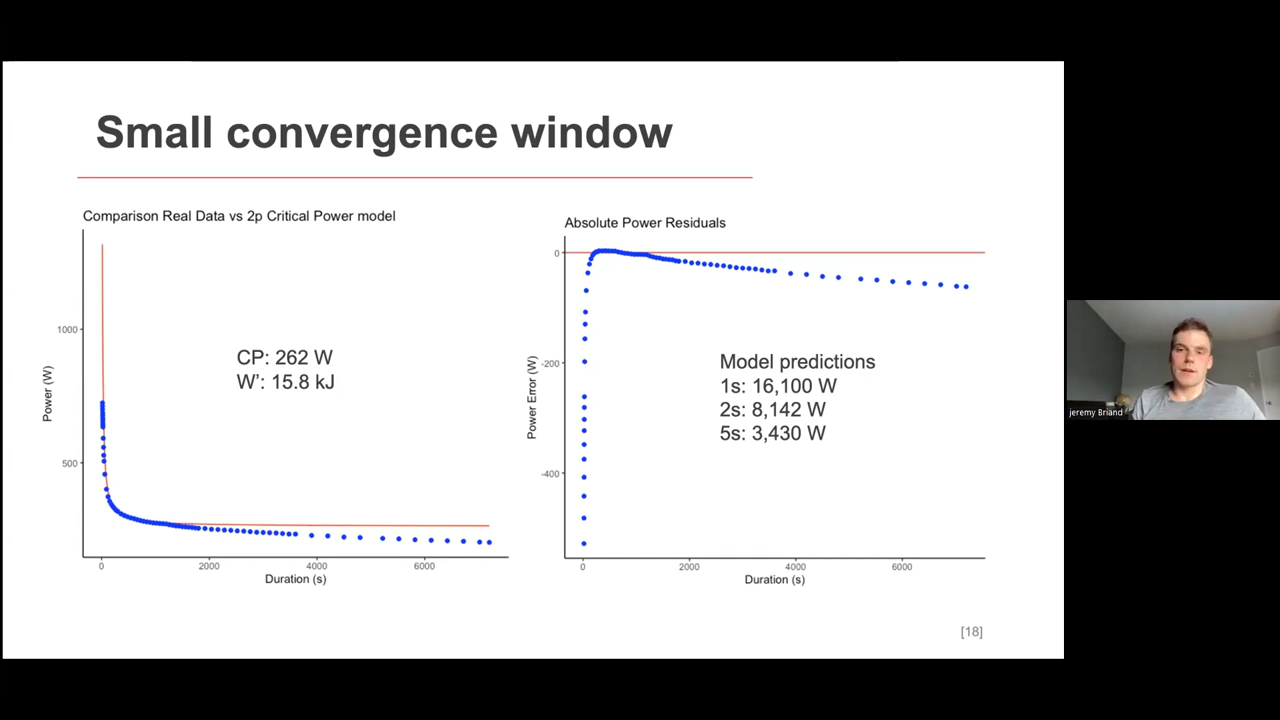 Small convergence window
Comparison Real Data vs 2p Critical Power model
Power (W)
1000
500
CP: 262 W
W': 15.8 kJ
0
2000
4000
6000
Duration (s)
Absolute Power Residuals
Power Error (W)
0
-200
-400
Model predictions
1s: 16,100 W
2s: 8,142 W
5s: 3,430 W
0
2000
4000
6000
Duration (s)
[18]
jeremy Briand